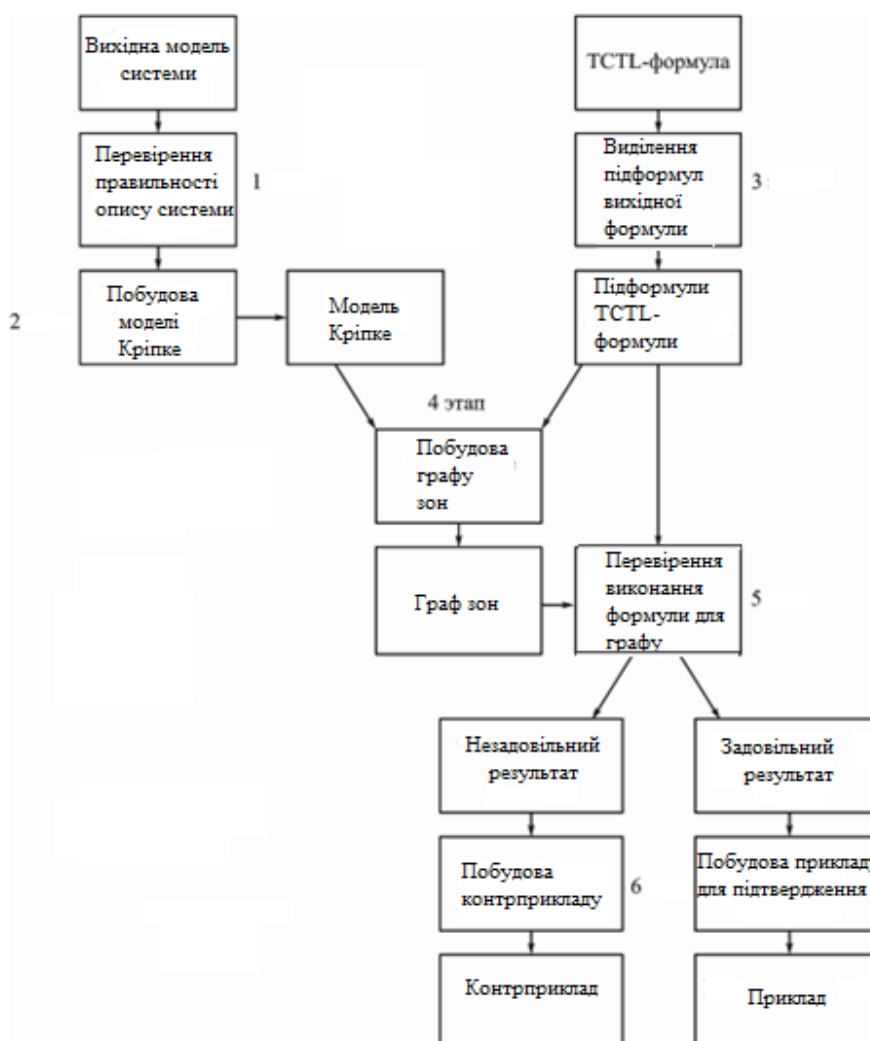 Вихідна модель
системи
TCTL-формула
Перевірення
правильності
опису системи
1
Виділення
підформул
вихідної
формули
3
2
Побудова
моделі
Кріпке
Модель
Кріпке
Підформули
TCTL-
формули
4 этап
Побудова
графу
зон
Граф зон
Перевірення
виконання
формули для
графу
5
Незадовільний
результат
Задовільний
результат
Побудова
контрприкладу
6
Побудова прикладу
для підтвердження
Контрприклад
Приклад